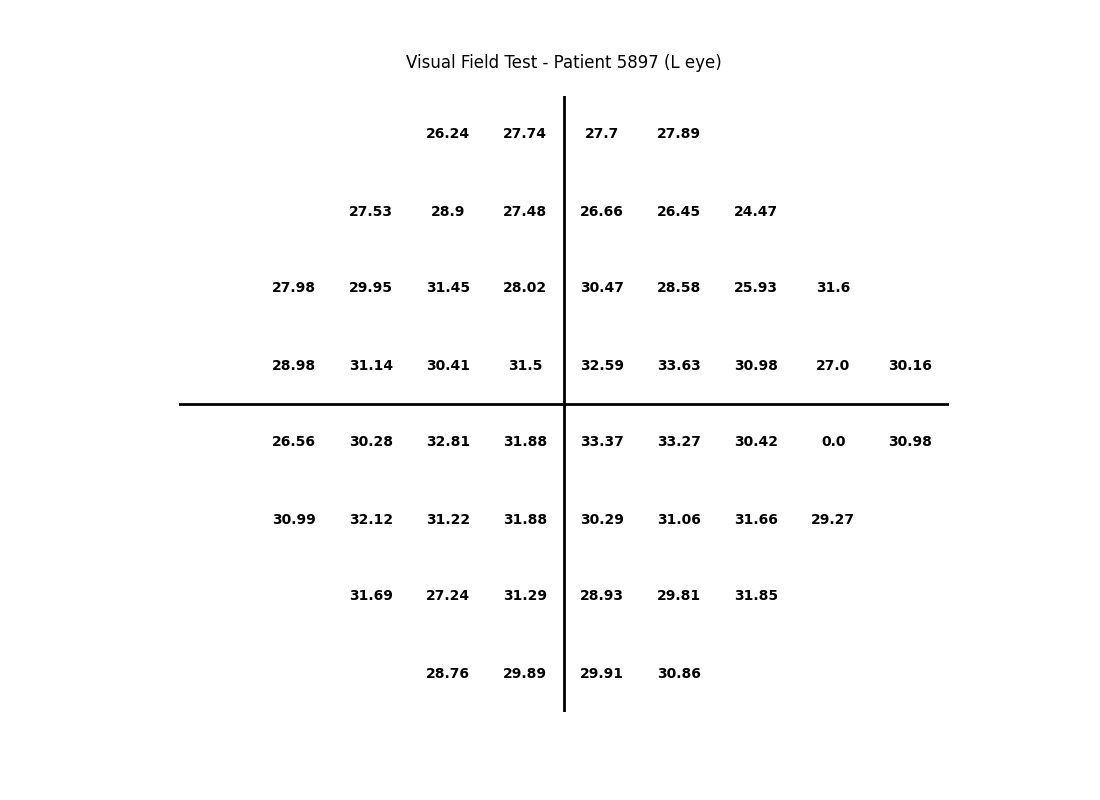 Visual Field Test - Patient 5897 (L eye)
26.24 27.74 27.7 27.89
27.53 28.9 27.48 26.66 26.45 24.47
27.98 29.95 31.45 28.02 30.47 28.58 25.93 31.6
28.98 31.14 30.41 31.5 32.59 33.63 30.98 27.0 30.16
26.56 30.28 32.81 31.88 33.37 33.27 30.42 0.0 30.98
30.99 32.12 31.22 31.88 30.29 31.06 31.66 29.27
31.69 27.24 31.29 28.93 29.81 31.85
28.76 29.89 29.91 30.86